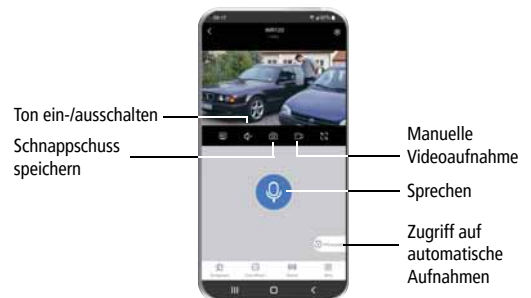 Ton ein-/ausschalten
Schnappschuss
speichern
Manuelle
Videoaufnahme
Sprechen
Zugriff auf
automatische
Aufnahmen